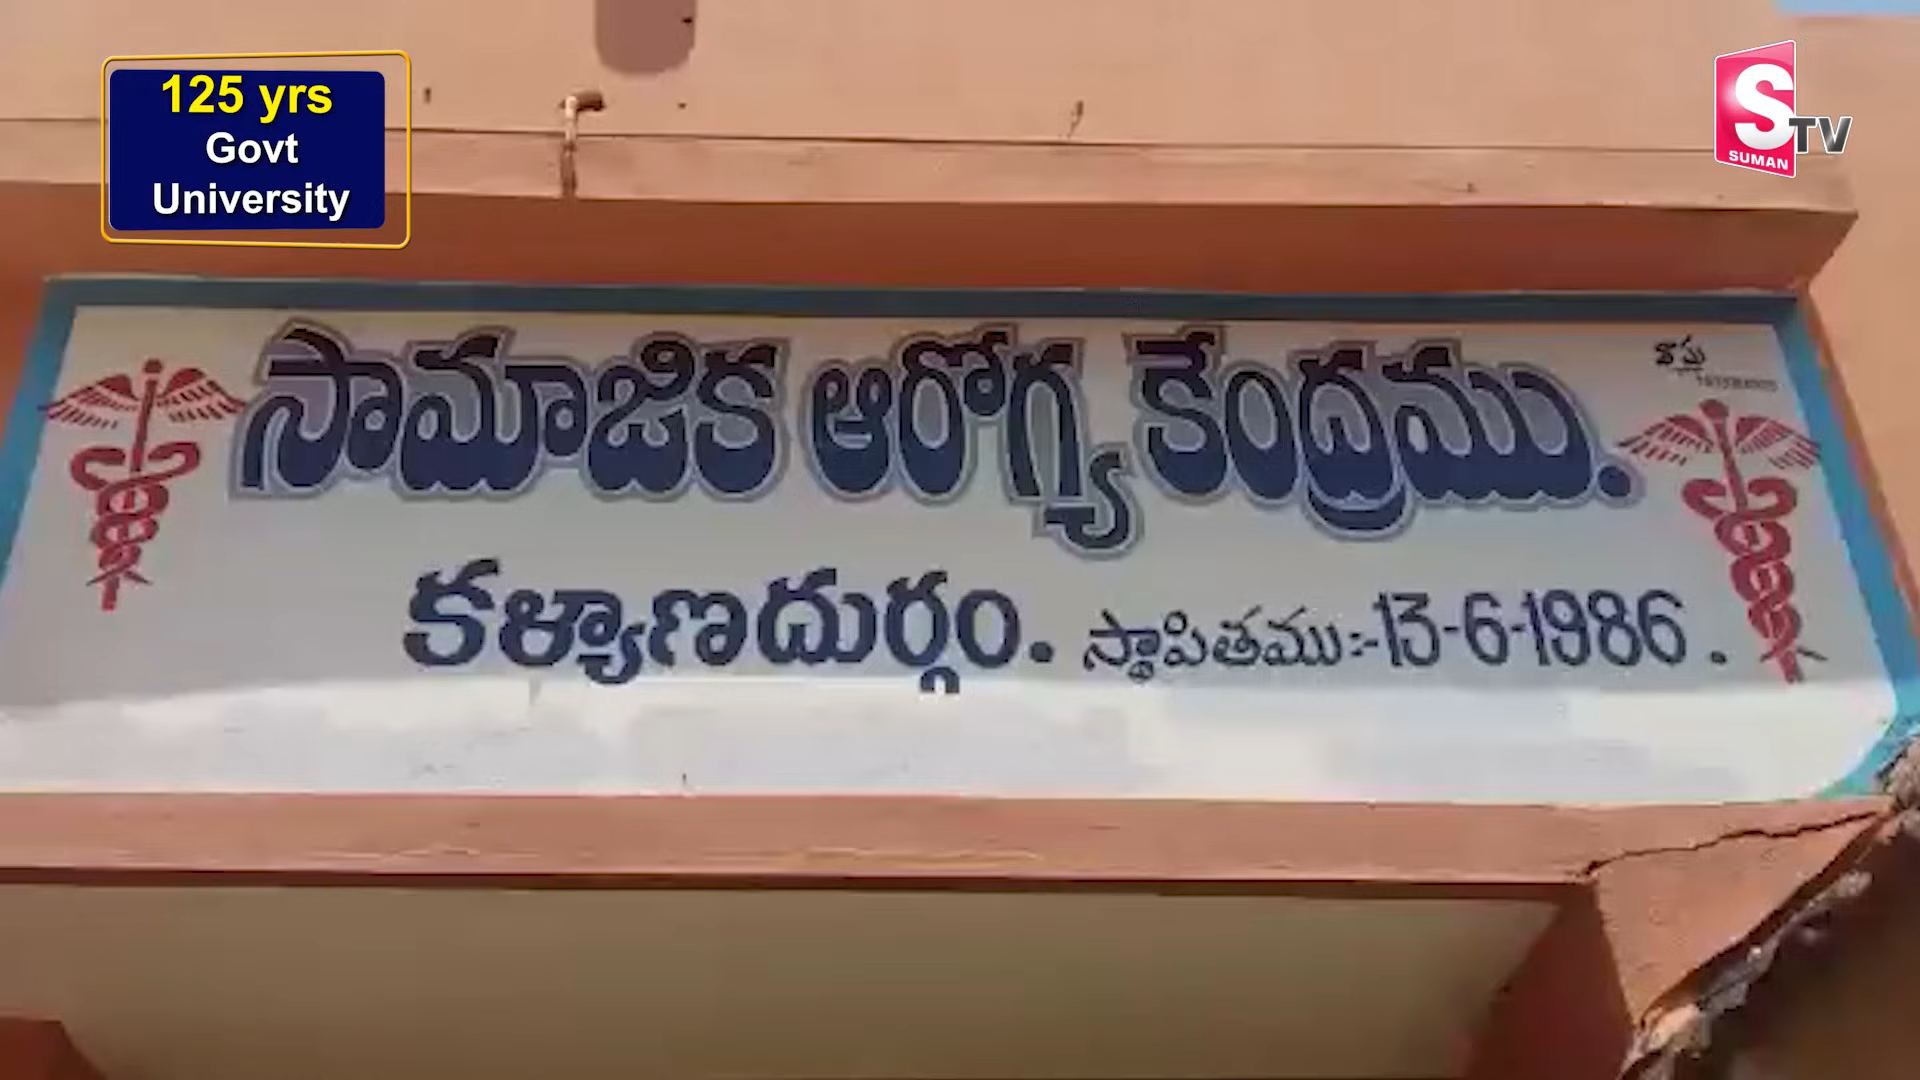 125 yrs
Govt
University
S TV
SUMAN
సామాజిక ఆరోగ్య కేంద్రము.
కళ్యాణదుర్గం. స్థాపితము:-13-6-1986.